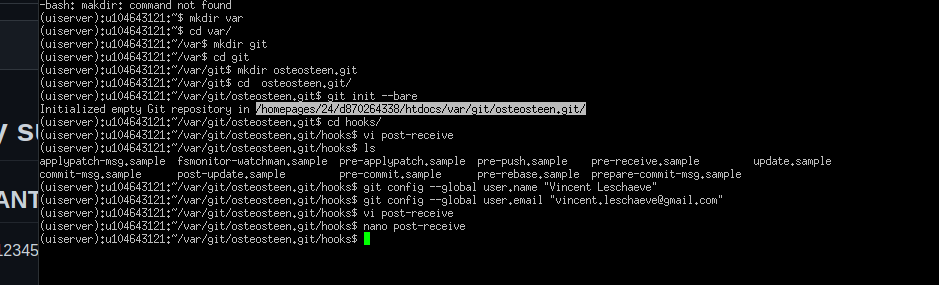 -bash: makdir: command not found
(uiserver):u104643121:~$ mkdir var
(uiserver):u104643121:~$ cd var/
(uiserver):u104643121:~/var$ mkdir git
(uiserver):u104643121:~/var$ cd git
(uiserver):u104643121:~/var/git$ mkdir osteosteen.git
(uiserver):u104643121:~/var/git$ cd  osteosteen.git/
(uiserver):u104643121:~/var/git/osteosteen.git$ git init --bare
Initialized empty Git repository in /homepages/24/d870264338/htdocs/var/git/osteosteen.git/
(uiserver):u104643121:~/var/git/osteosteen.git$ cd hooks/
(uiserver):u104643121:~/var/git/osteosteen.git/hooks$ vi post-receive
(uiserver):u104643121:~/var/git/osteosteen.git/hooks$ ls
applypatch-msg.sample  fsmonitor-watchman.sample  pre-applypatch.sample  pre-push.sample  pre-receive.sample  update.sample
commit-msg.sample  post-update.sample  pre-commit.sample  pre-rebase.sample  prepare-commit-msg.sample
(uiserver):u104643121:~/var/git/osteosteen.git/hooks$ git config --global user.name "Vincent Leschaeve"
(uiserver):u104643121:~/var/git/osteosteen.git/hooks$ git config --global user.email "vincent.leschaeve@gmail.com"
(uiserver):u104643121:~/var/git/osteosteen.git/hooks$ vi post-receive
(uiserver):u104643121:~/var/git/osteosteen.git/hooks$ nano post-receive
(uiserver):u104643121:~/var/git/osteosteen.git/hooks$
y su
ANT
12345